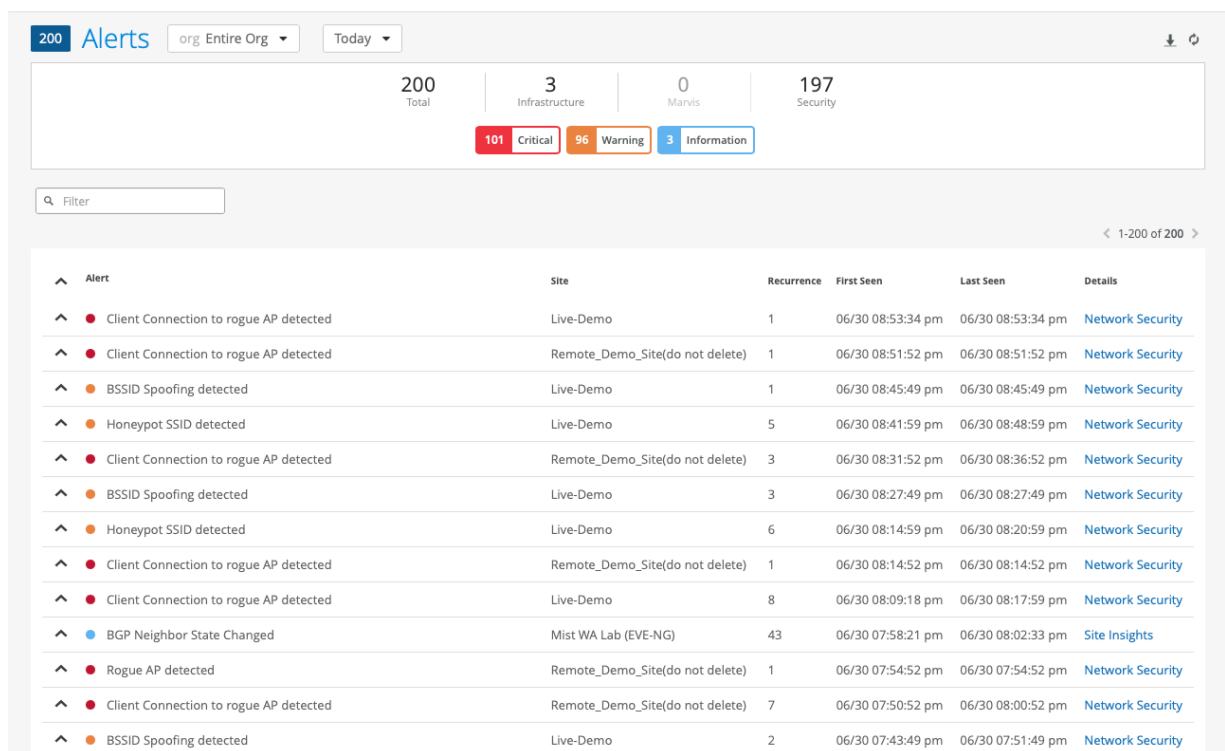 200 Alerts org Entire Org Today
200 3 0 197
Total Infrastructure Marvis Security
101 Critical 96 Warning 3 Information
Filter
1-200 of 200
Alert Site Recurrence First Seen Last Seen Details
Client Connection to rogue AP detected Live-Demo 1 06/30 08:53:34 pm 06/30 08:53:34 pm Network Security
Client Connection to rogue AP detected Remote_Demo_Site(do not delete) 1 06/30 08:51:52 pm 06/30 08:51:52 pm Network Security
BSSID Spoofing detected Live-Demo 1 06/30 08:45:49 pm 06/30 08:45:49 pm Network Security
Honeypot SSID detected Live-Demo 5 06/30 08:41:59 pm 06/30 08:48:59 pm Network Security
Client Connection to rogue AP detected Remote_Demo_Site(do not delete) 3 06/30 08:31:52 pm 06/30 08:36:52 pm Network Security
BSSID Spoofing detected Live-Demo 3 06/30 08:27:49 pm 06/30 08:27:49 pm Network Security
Honeypot SSID detected Live-Demo 6 06/30 08:14:59 pm 06/30 08:20:59 pm Network Security
Client Connection to rogue AP detected Remote_Demo_Site(do not delete) 1 06/30 08:14:52 pm 06/30 08:14:52 pm Network Security
Client Connection to rogue AP detected Live-Demo 8 06/30 08:09:18 pm 06/30 08:17:59 pm Network Security
BGP Neighbor State Changed Mist WA Lab (EVE-NG) 43 06/30 07:58:21 pm 06/30 08:02:33 pm Site Insights
Rogue AP detected Remote_Demo_Site(do not delete) 1 06/30 07:54:52 pm 06/30 07:54:52 pm Network Security
Client Connection to rogue AP detected Remote_Demo_Site(do not delete) 7 06/30 07:50:52 pm 06/30 08:00:52 pm Network Security
BSSID Spoofing detected Live-Demo 2 06/30 07:43:49 pm 06/30 07:51:49 pm Network Security